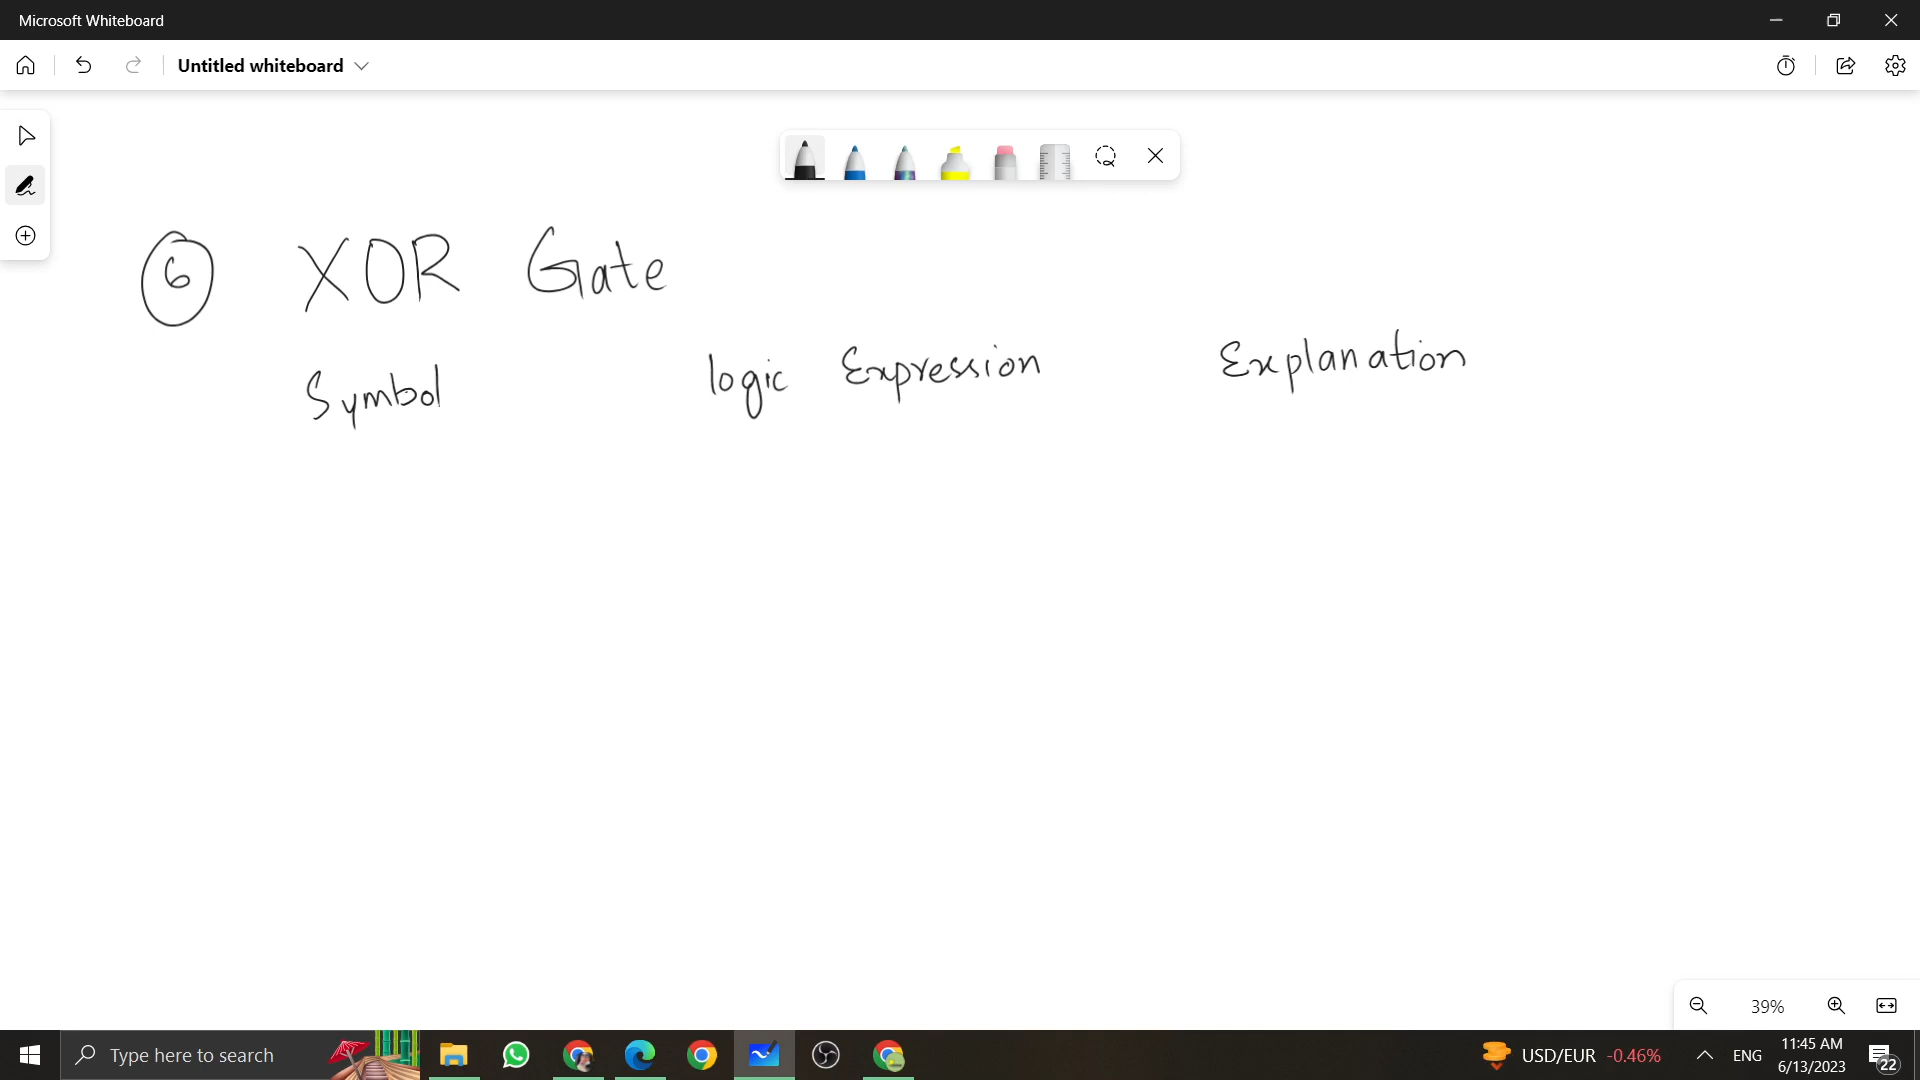 Microsoft Whiteboard
Untitled whiteboard
6 XOR Gate
Symbol logic Expression Explanation
39%
Type here to search
USD/EUR -0.46%
ENG
11:45 AM
6/13/2023
22